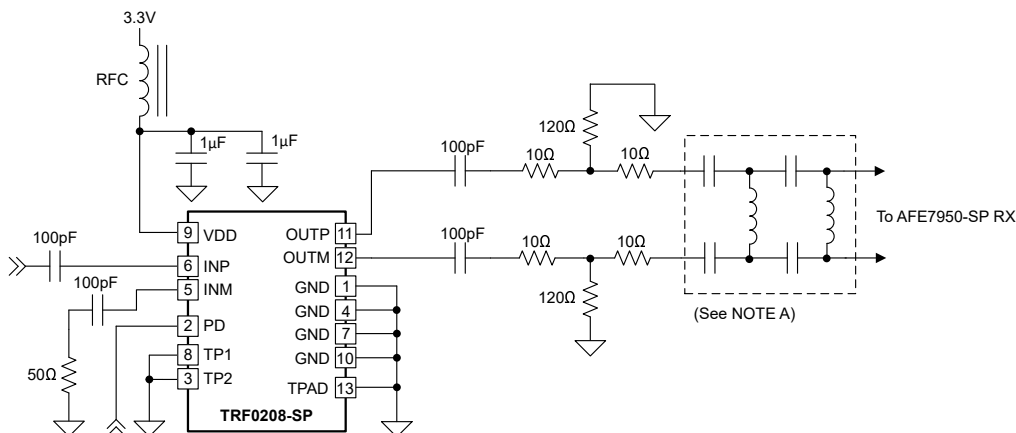 3.3V
RFC
1µF
1µF
100pF
10Ω
120Ω
10Ω
To AFE7950-SP RX
100pF
10Ω
10Ω
120Ω
(See NOTE A)
100pF
100pF
50Ω
9 VDD
6 INP
5 INM
2 PD
8 TP1
3 TP2
OUTP 11
OUTM 12
GND 1
GND 4
GND 7
GND 10
TPAD 13
TRF0208-SP